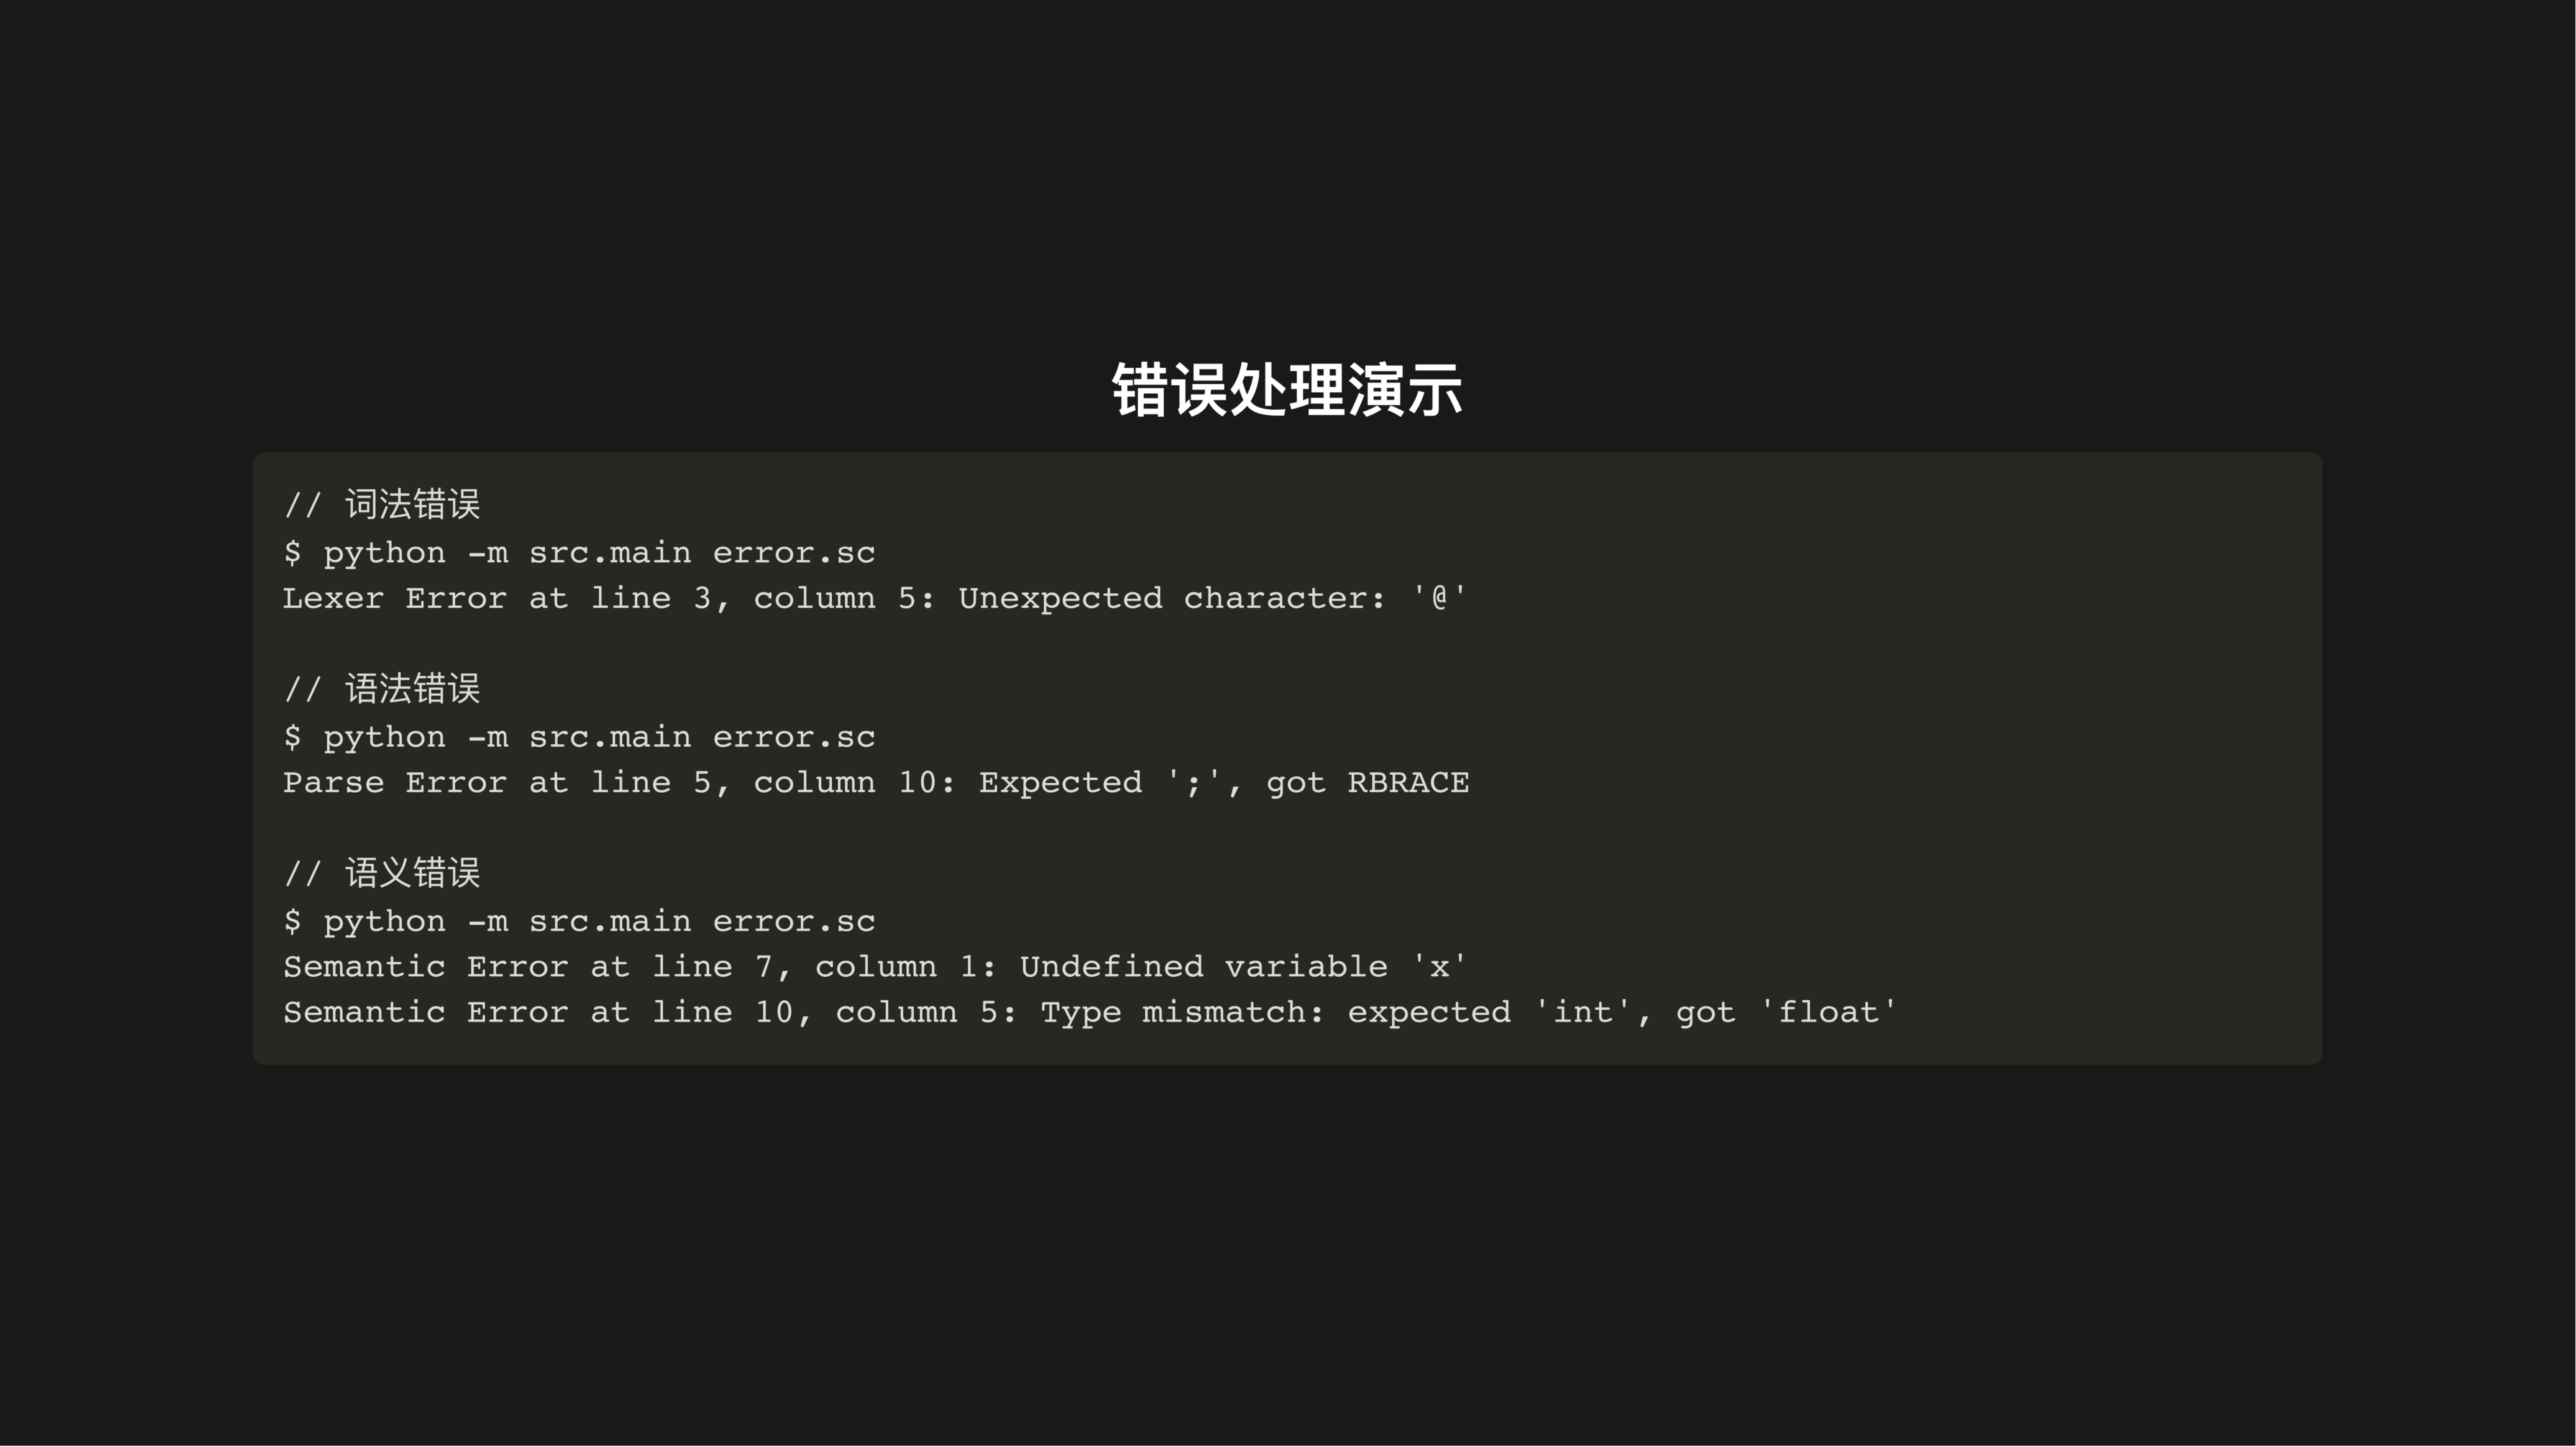 错误处理演示
// 词法错误
$ python -m src.main error.sc
Lexer Error at line 3, column 5: Unexpected character: '@'
// 语法错误
$ python -m src.main error.sc
Parse Error at line 5, column 10: Expected ';', got RBRACE
// 语义错误
$ python -m src.main error.sc
Semantic Error at line 7, column 1: Undefined variable 'x'
Semantic Error at line 10, column 5: Type mismatch: expected 'int', got 'float'